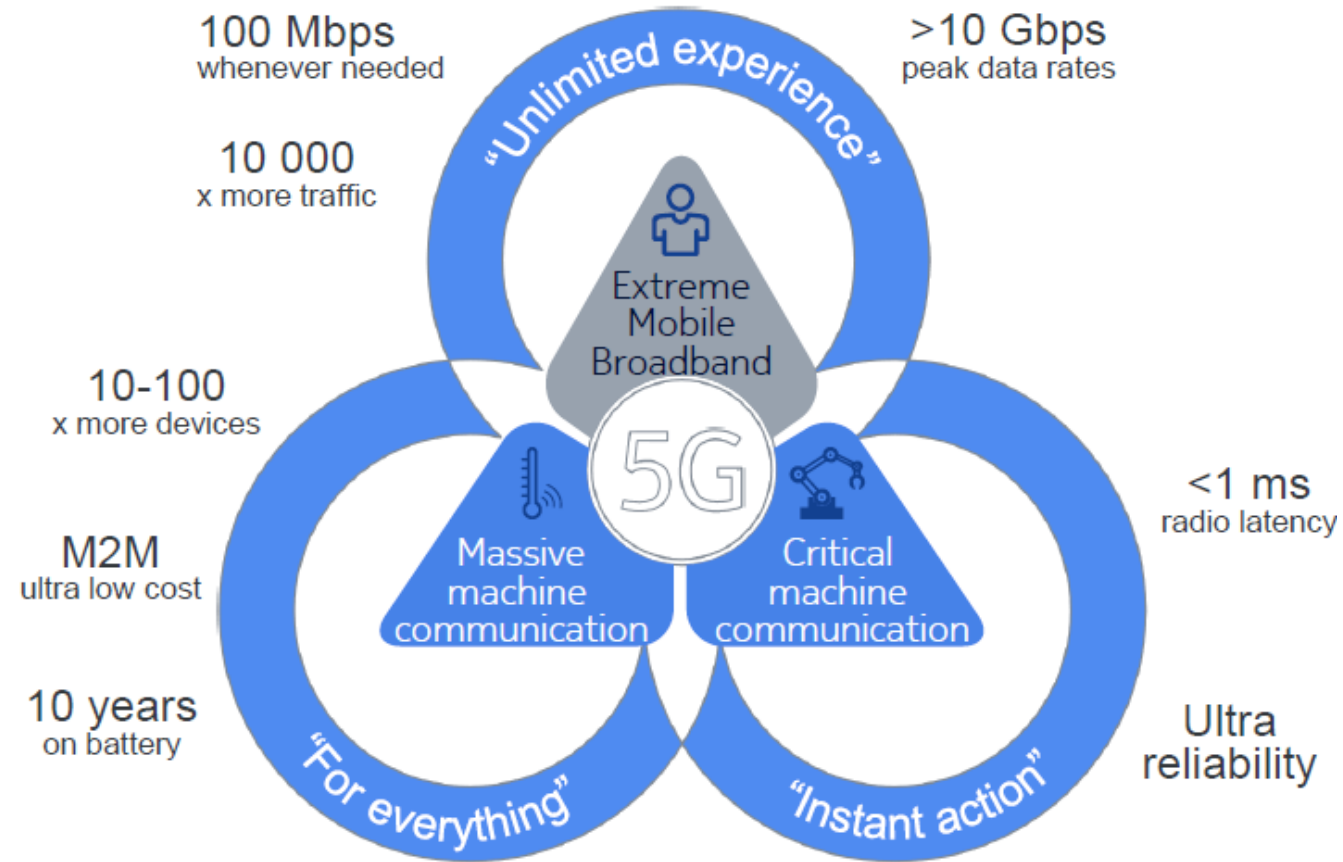 100 Mbps
whenever needed
>10 Gbps
peak data rates
“Unlimited experience”
10 000
x more traffic
Extreme
Mobile
Broadband
10-100
x more devices
5G
<1 ms
radio latency
M2M
ultra low cost
Massive
machine
communication
Critical
machine
communication
10 years
on battery
Ultra
reliability
“For everything”
“Instant action”